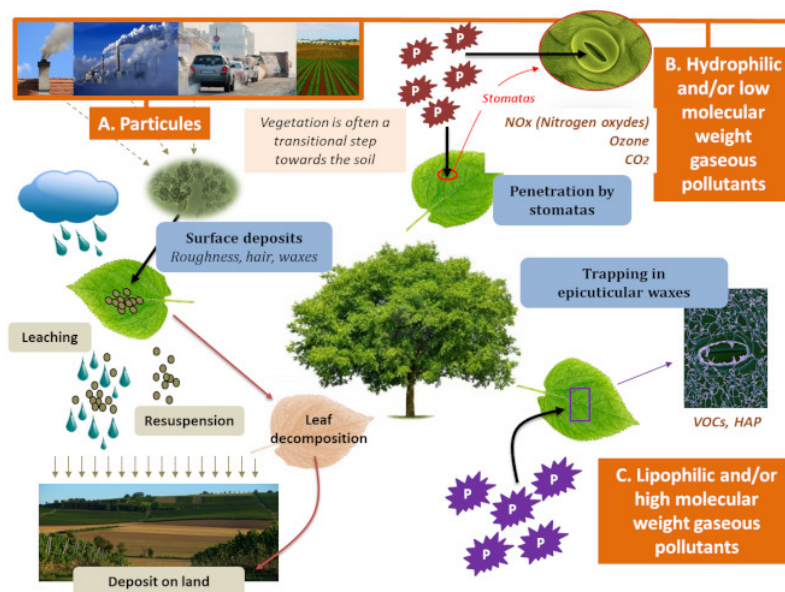 A. Particules
Vegetation is often a
transitional step
towards the soil
P
P
P
P
P
Stomatas
NOx (Nitrogen oxydes)
Ozone
CO2
B. Hydrophilic
and/or low
molecular
weight
gaseous
pollutants
Penetration by
stomatas
Surface deposits
Roughness, hair, waxes
Trapping in
epicuticular waxes
Leaching
Resuspension
Leaf
decomposition
VOCs, HAP
P
P
P
P
P
C. Lipophilic and/or
high molecular
weight gaseous
pollutants
Deposit on land